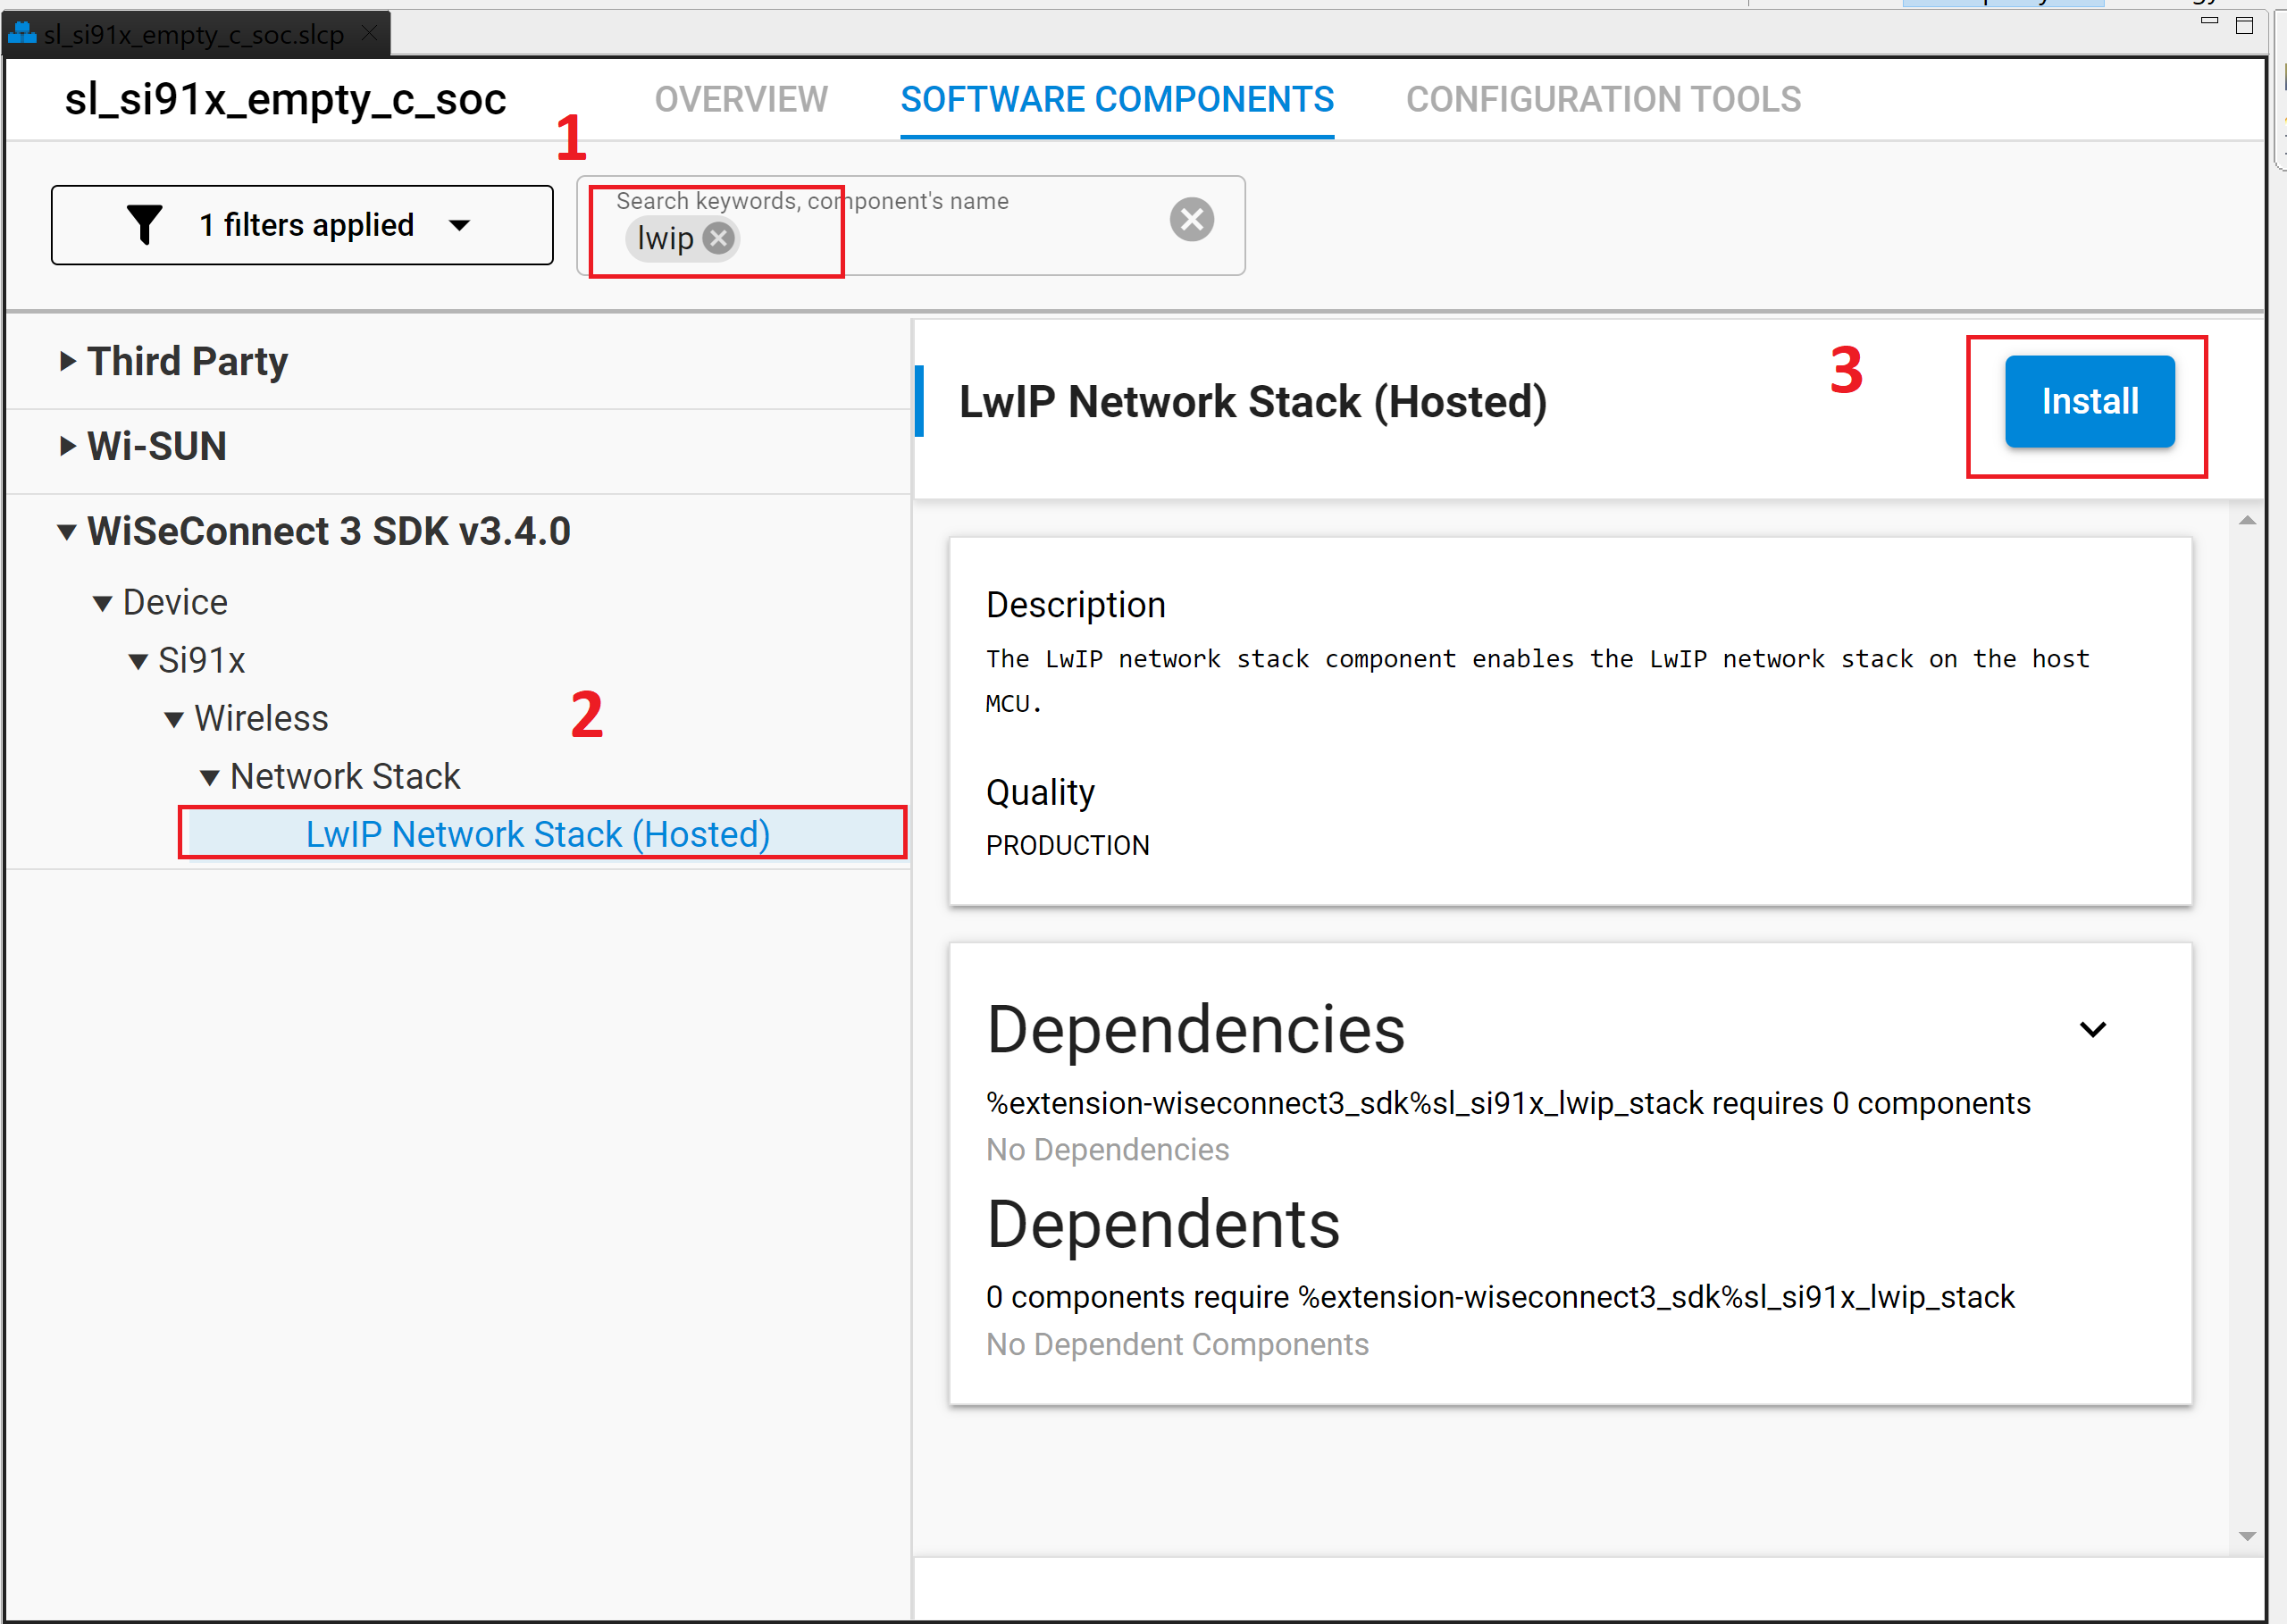 sl_si91x_empty_c_soc.slcp
sl_si91x_empty_c_soc
OVERVIEW
SOFTWARE COMPONENTS
CONFIGURATION TOOLS
1
1 filters applied
Search keywords, component's name
lwip
Third Party
Wi-SUN
WiSeConnect 3 SDK v3.4.0
Device
Si91x
Wireless
2
Network Stack
LwIP Network Stack (Hosted)
LwIP Network Stack (Hosted)
3
Install
Description
The LwIP network stack component enables the LwIP network stack on the host
MCU.
Quality
PRODUCTION
Dependencies
%extension-wiseconnect3_sdk%sl_si91x_lwip_stack requires 0 components
No Dependencies
Dependents
0 components require %extension-wiseconnect3_sdk%sl_si91x_lwip_stack
No Dependent Components